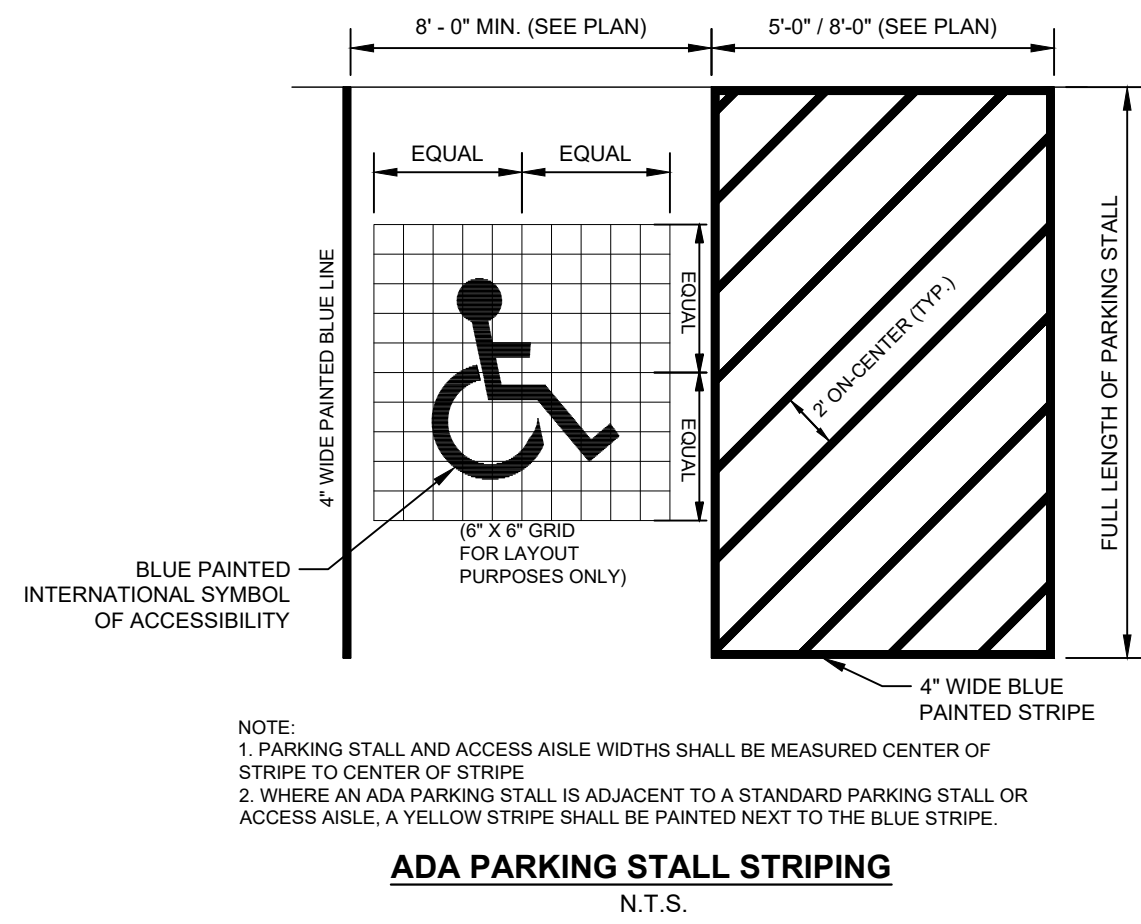 8' - 0" MIN. (SEE PLAN)
5'-0" / 8'-0" (SEE PLAN)
EQUAL
EQUAL
4" WIDE PAINTED BLUE LINE
EQUAL
EQUAL
2' ON-CENTER (TYP.)
FULL LENGTH OF PARKING STALL
(6" X 6" GRID
FOR LAYOUT
PURPOSES ONLY)
BLUE PAINTED
INTERNATIONAL SYMBOL
OF ACCESSIBILITY
4" WIDE BLUE
PAINTED STRIPE
NOTE:
1. PARKING STALL AND ACCESS AISLE WIDTHS SHALL BE MEASURED CENTER OF
STRIPE TO CENTER OF STRIPE
2. WHERE AN ADA PARKING STALL IS ADJACENT TO A STANDARD PARKING STALL OR
ACCESS AISLE, A YELLOW STRIPE SHALL BE PAINTED NEXT TO THE BLUE STRIPE.
ADA PARKING STALL STRIPING
N.T.S.